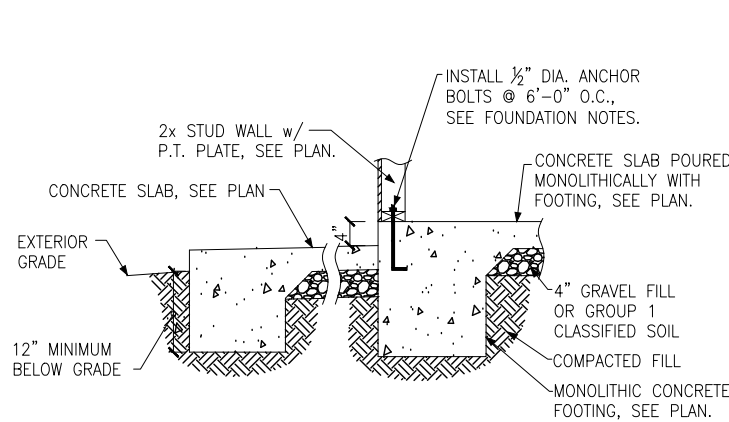 INSTALL ½" DIA. ANCHOR
BOLTS @ 6'-0" O.C.,
SEE FOUNDATION NOTES.
2x STUD WALL w/
P.T. PLATE, SEE PLAN.
CONCRETE SLAB POURED
MONOLITHICALLY WITH
FOOTING, SEE PLAN.
CONCRETE SLAB, SEE PLAN
4"
EXTERIOR
GRADE
4" GRAVEL FILL
OR GROUP 1
CLASSIFIED SOIL
12" MINIMUM
BELOW GRADE
COMPACTED FILL
MONOLITHIC CONCRETE
FOOTING, SEE PLAN.